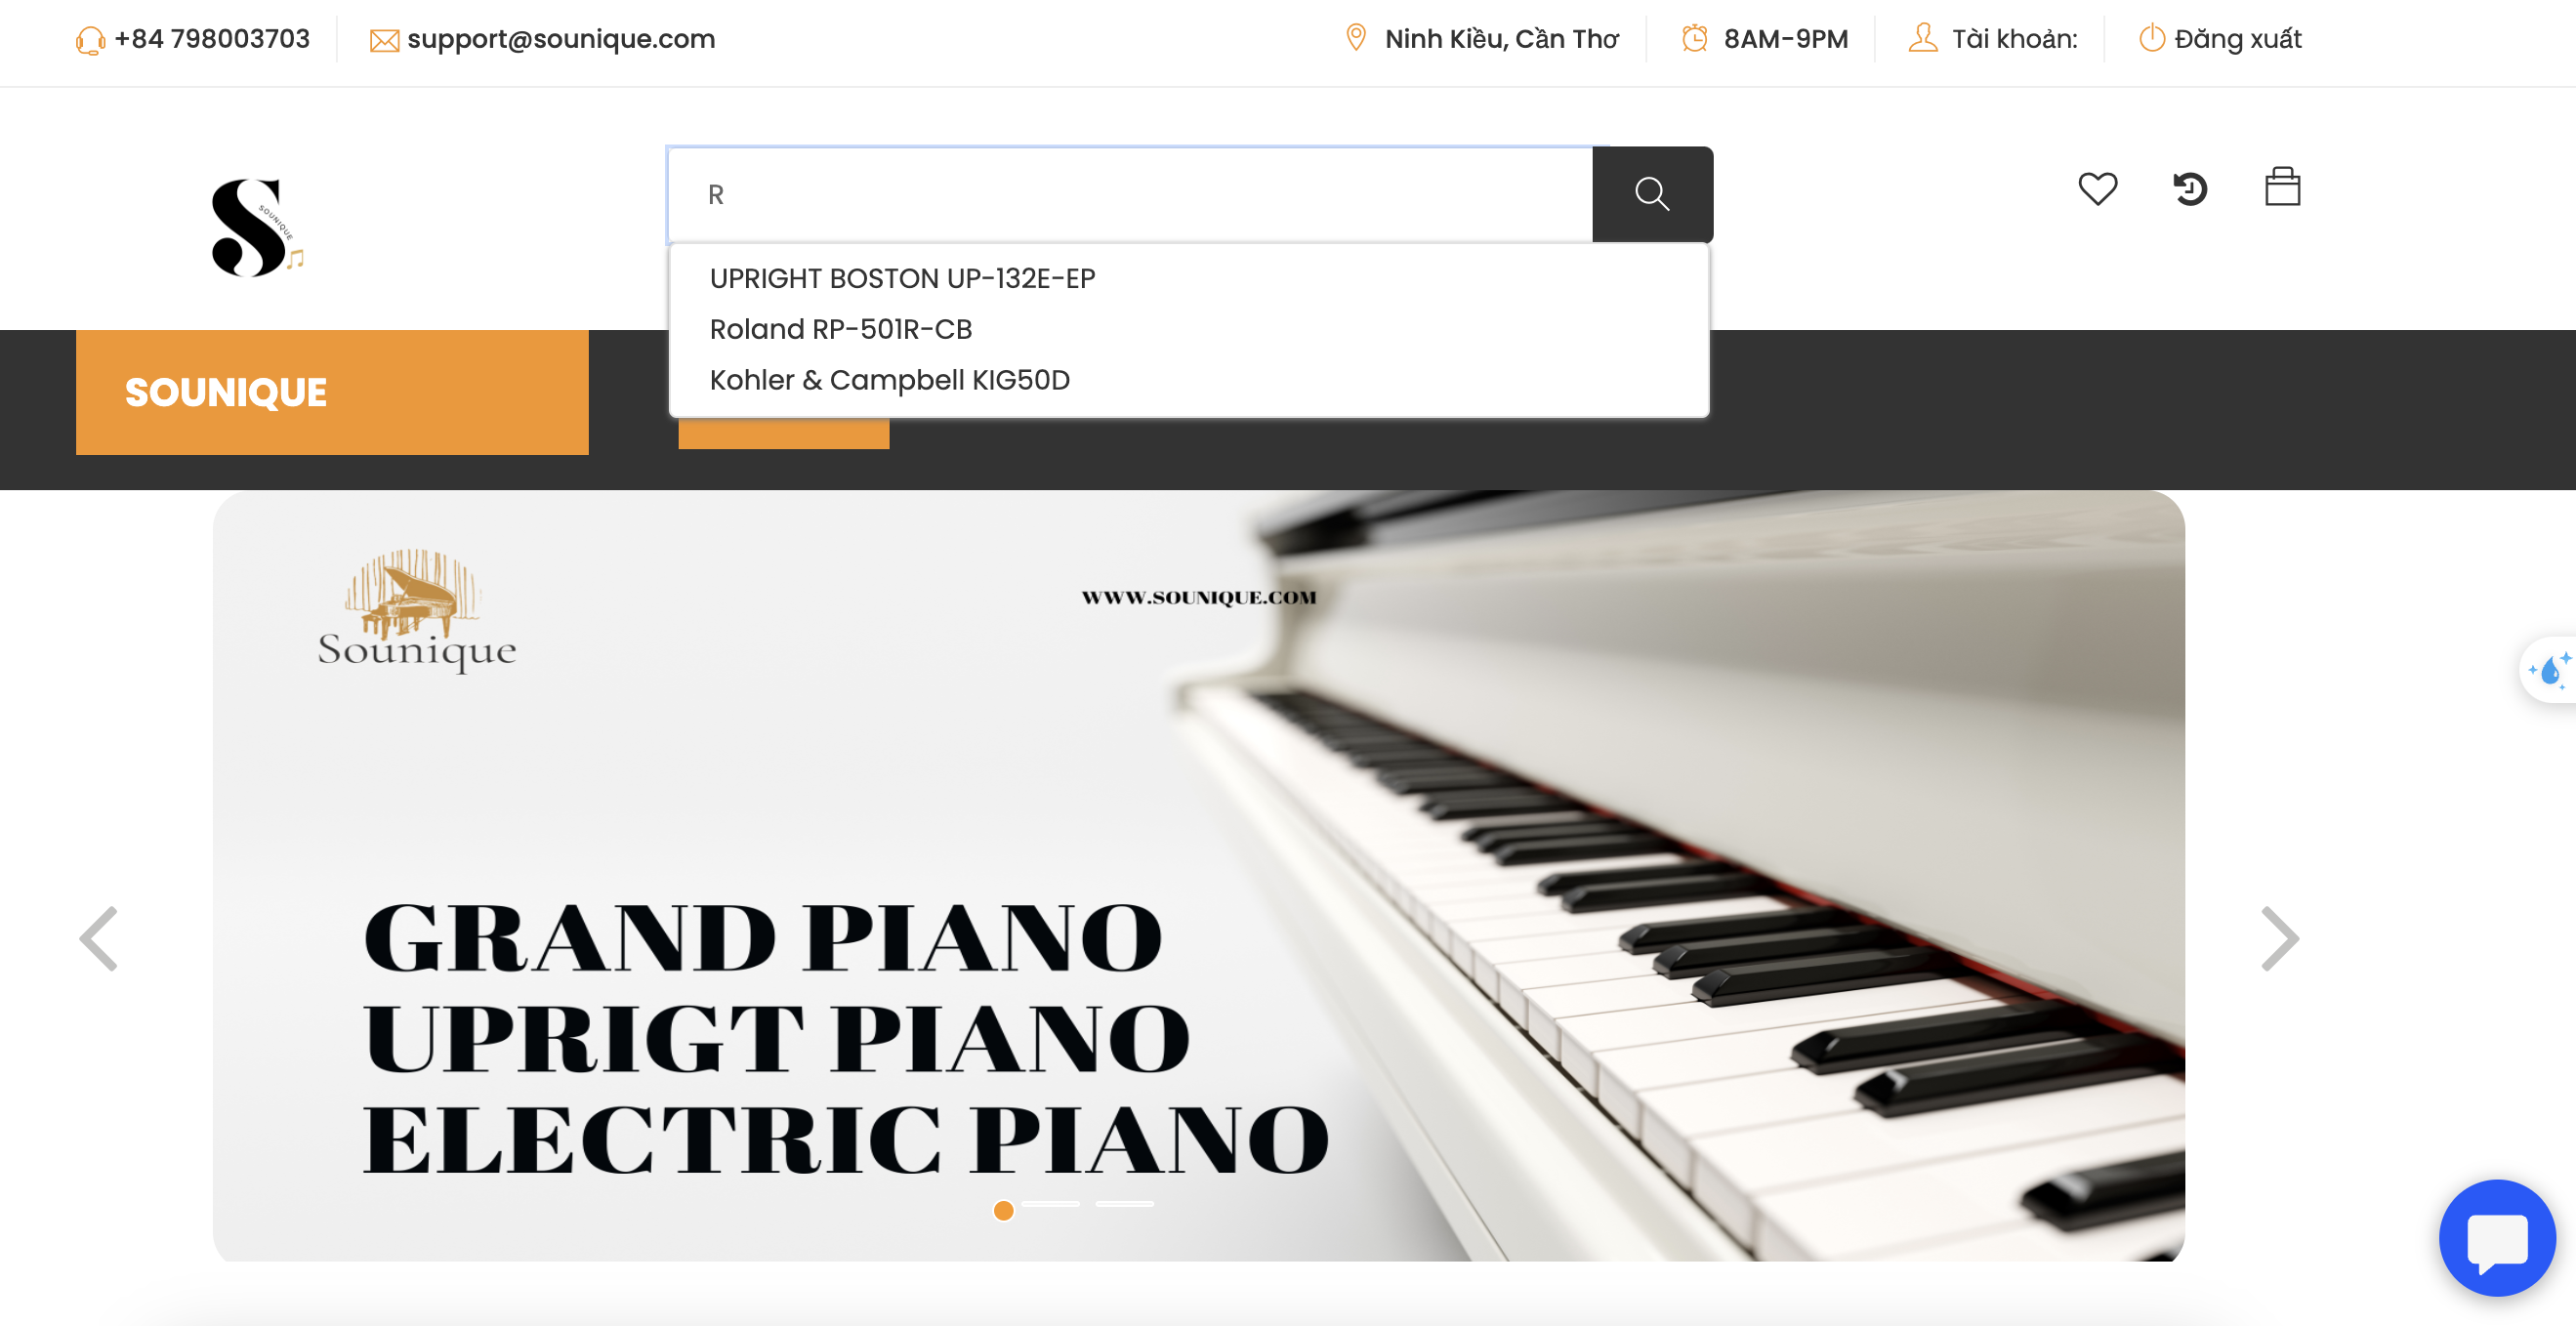 +84 798003703
support@sounique.com
Ninh Kiều, Cần Thơ
8AM-9PM
Tài khoản:
Đăng xuất
SOUNIQUE
R
UPRIGHT BOSTON UP-132E-EP
Roland RP-501R-CB
Kohler & Campbell KIG50D
SOUNIQUE
Sounique
WWW.SOUNIQUE.COM
GRAND PIANO
UPRIGT PIANO
ELECTRIC PIANO